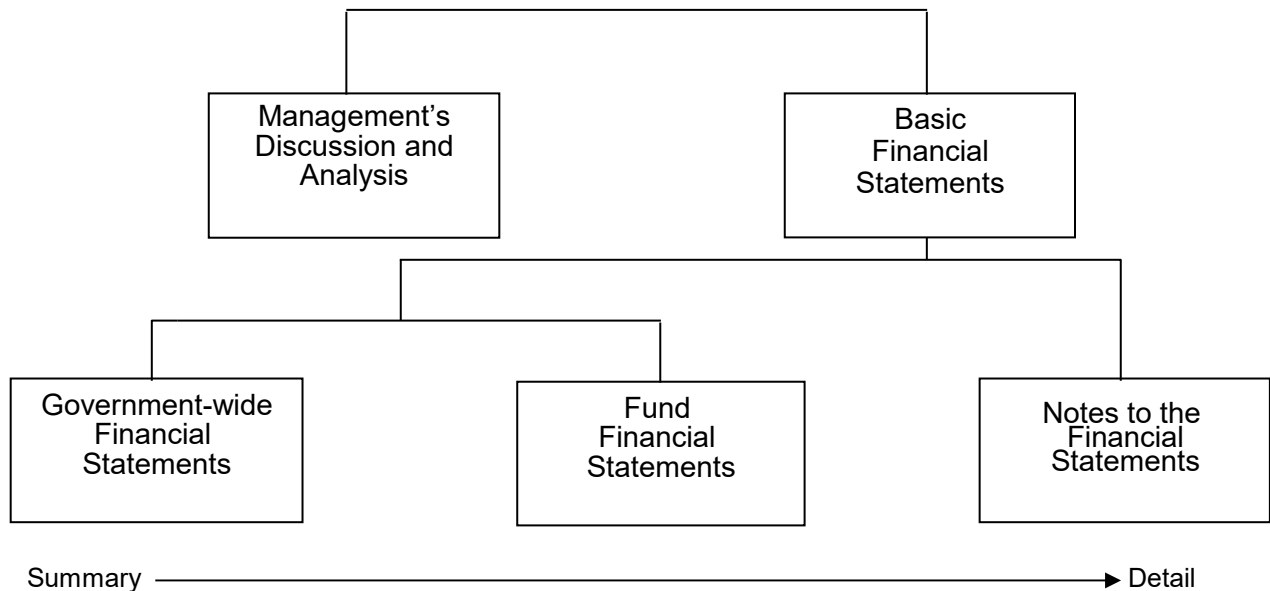 Management’s
Discussion and
Analysis
Basic
Financial
Statements
Government-wide
Financial
Statements
Fund
Financial
Statements
Notes to the
Financial
Statements
Summary
Detail